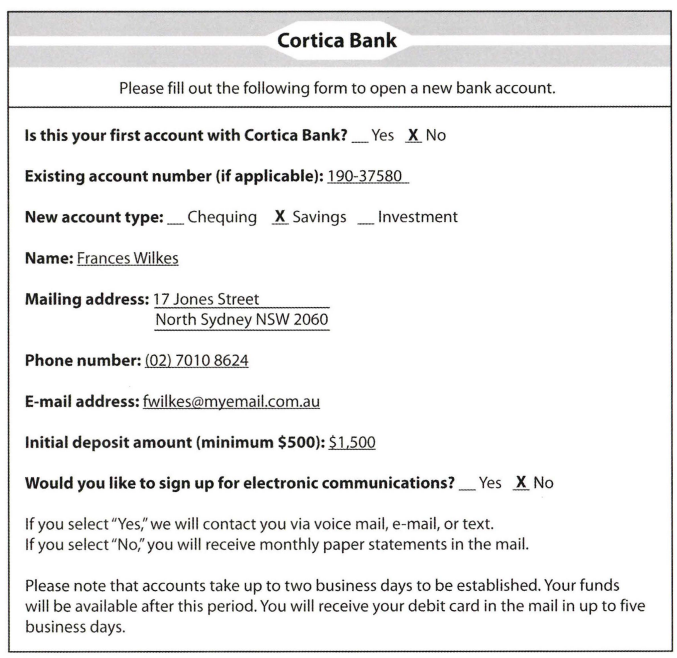 Cortica Bank
Please fill out the following form to open a new bank account.
Is this your first account with Cortica Bank? __ Yes X No
Existing account number (if applicable): 190-37580
New account type: __ Chequing X Savings __ Investment
Name: Frances Wilkes
Mailing address: 17 Jones Street
North Sydney NSW 2060
Phone number: (02) 7010 8624
E-mail address: fwilkes@myemail.com.au
Initial deposit amount (minimum $500): $1,500
Would you like to sign up for electronic communications? __ Yes X No
If you select "Yes," we will contact you via voice mail, e-mail, or text.
If you select "No," you will receive monthly paper statements in the mail.
Please note that accounts take up to two business days to be established. Your funds
will be available after this period. You will receive your debit card in the mail in up to five
business days.